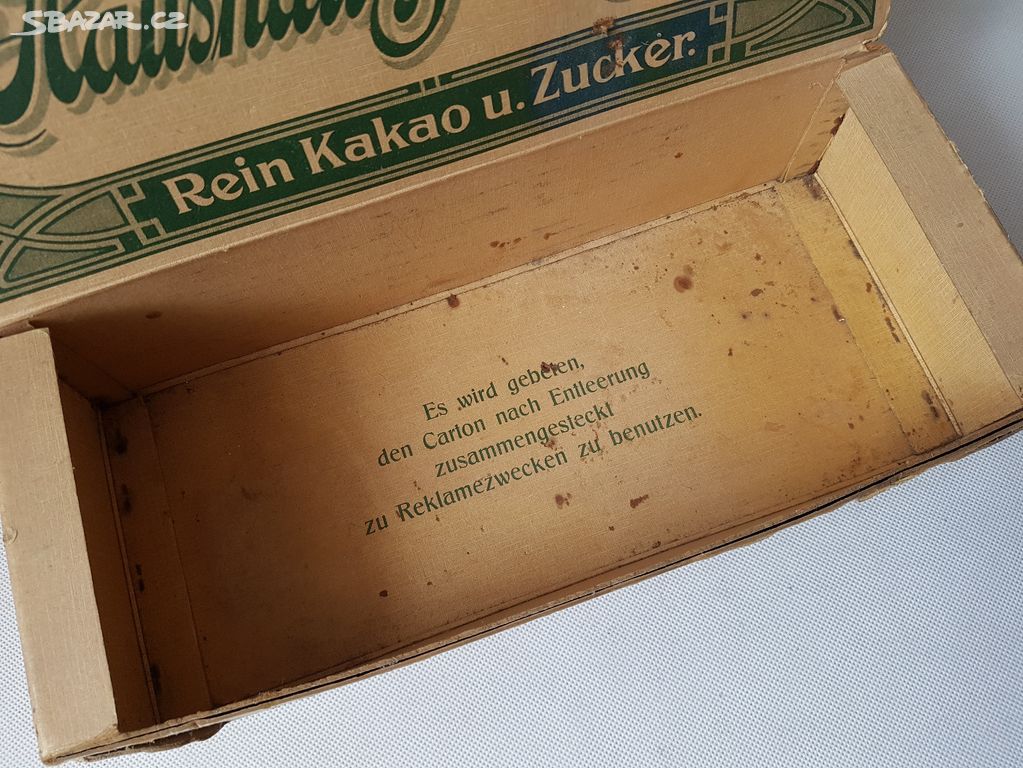 SBAZAR.CZ
Rein Kakao u. Zucker.
Es wird gebeten,
den Carton nach Entleerung
zusammengesteckt
zu Reklamezwecken zu benutzen.